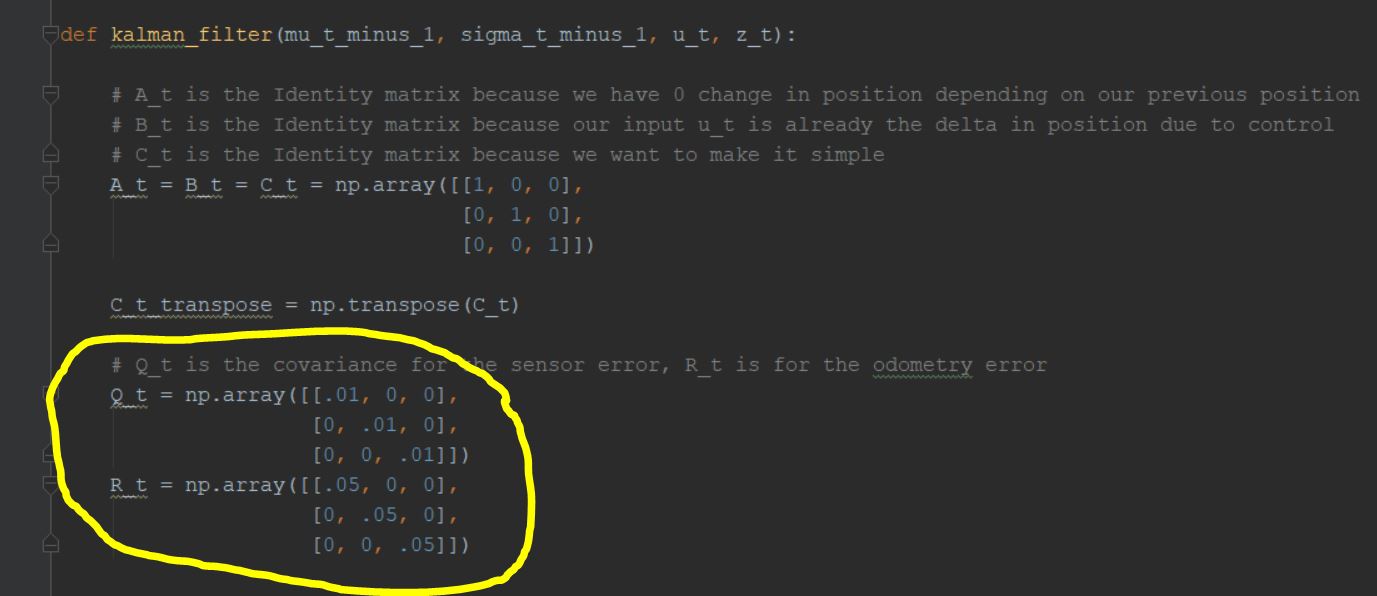 def kalman_filter(mu_t_minus_1, sigma_t_minus_1, u_t, z_t):
# A_t is the Identity matrix because we have 0 change in position depending on our previous position
# B_t is the Identity matrix because our input u_t is already the delta in position due to control
# C_t is the Identity matrix because we want to make it simple
A_t = B_t = C_t = np.array([[1, 0, 0],
[0, 1, 0],
[0, 0, 1]])
C_t_transpose = np.transpose(C_t)
# Q_t is the covariance for the sensor error, R_t is for the odometry error
Q_t = np.array([[.01, 0, 0],
[0, .01, 0],
[0, 0, .01]])
R_t = np.array([[.05, 0, 0],
[0, .05, 0],
[0, 0, .05]])